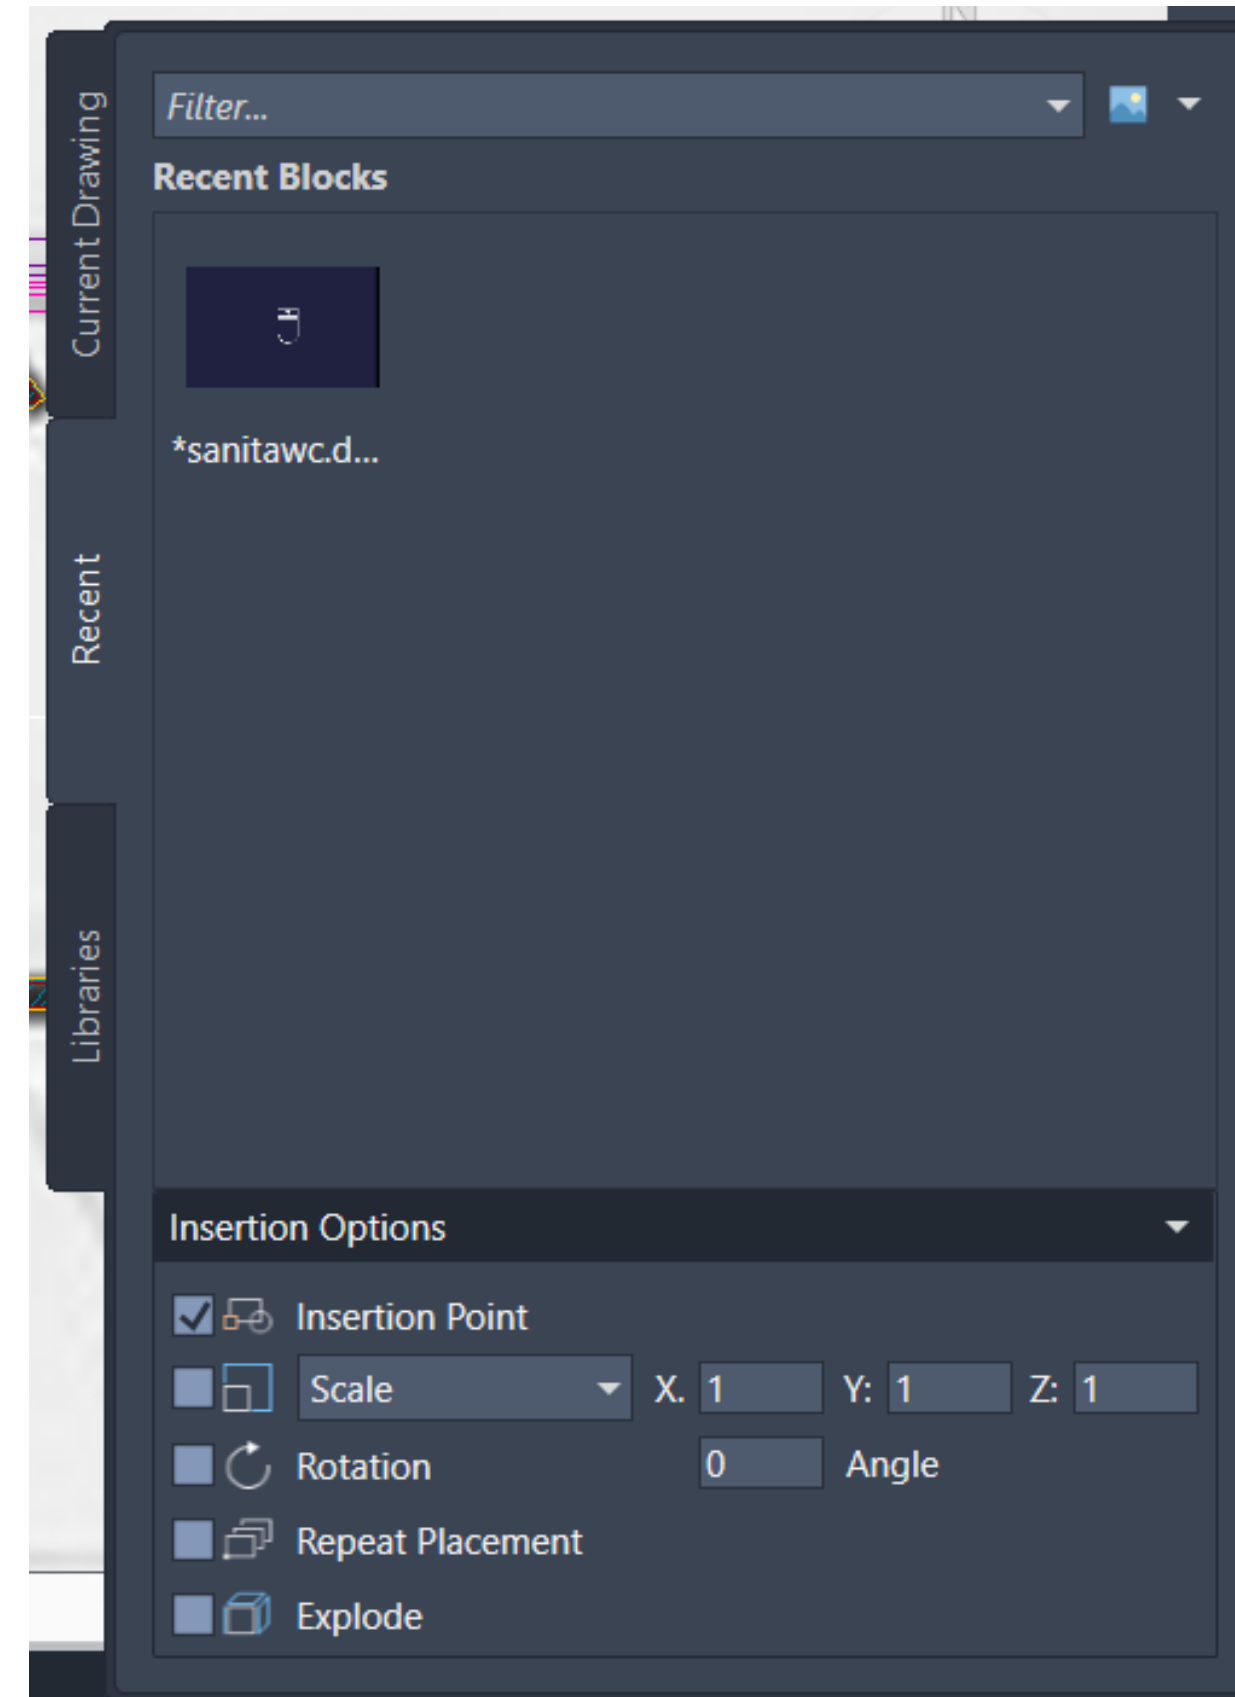 Current Drawing
Recent
Libraries
Filter...
Recent Blocks
*sanitawc.d...
Insertion Options
Insertion Point
Scale X. 1 Y: 1 Z: 1
Rotation 0 Angle
Repeat Placement
Explode